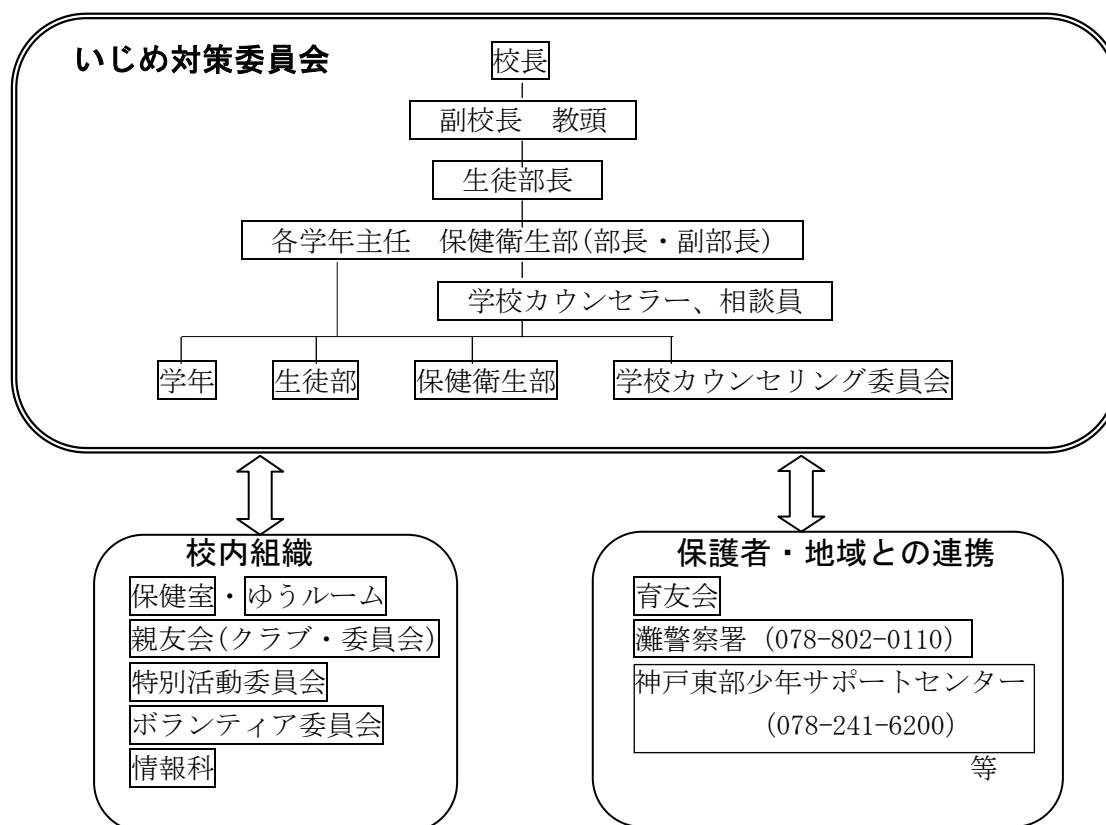 いじめ対策委員会
校長
副校長　教頭
生徒部長
各学年主任　保健衛生部(部長・副部長)
学校カウンセラー、相談員
学年　生徒部　保健衛生部　学校カウンセリング委員会
校内組織
保健室・ゆうルーム
親友会(クラブ・委員会)
特別活動委員会
ボランティア委員会
情報科
保護者・地域との連携
育友会
灘警察署（078-802-0110）
神戸東部少年サポートセンター
（078-241-6200）
等